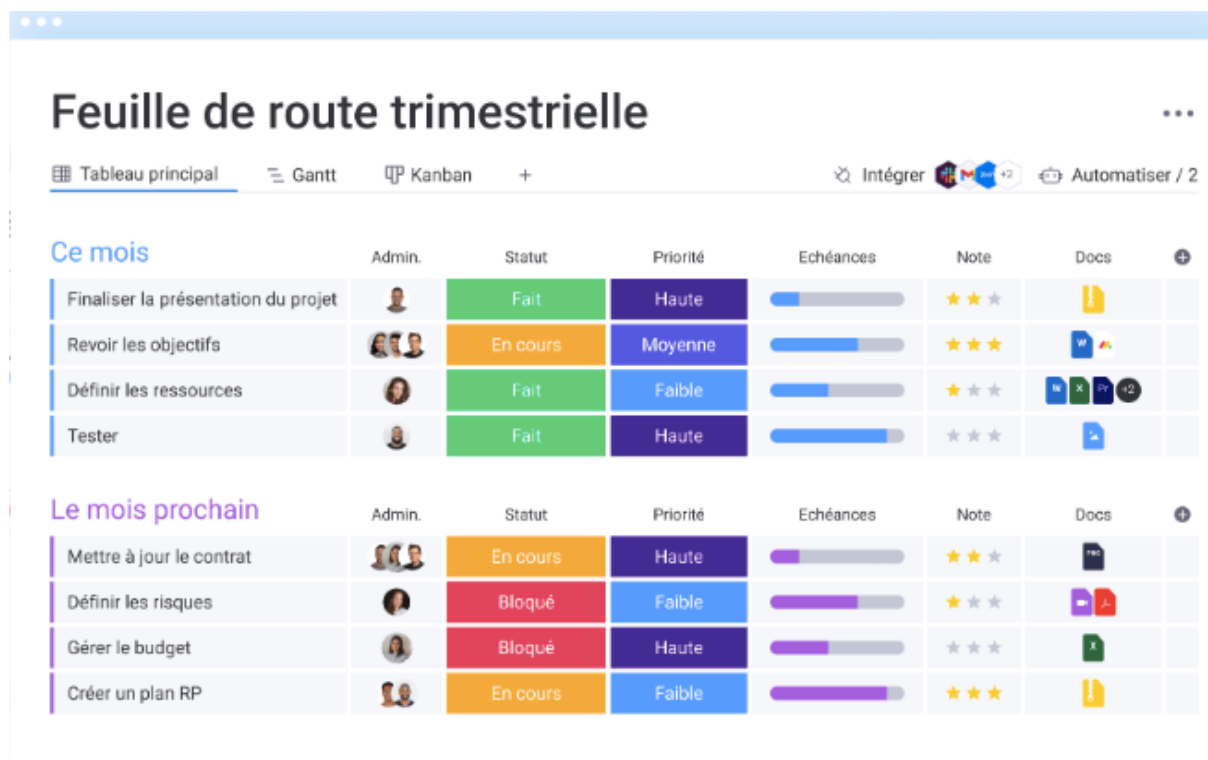 Feuille de route trimestrielle
Tableau principal Gantt Kanban + Intégrer +2 Automatiser / 2
Ce mois Admin. Statut Priorité Echéances Note Docs
Finaliser la présentation du projet Fait Haute
Revoir les objectifs En cours Moyenne W
Définir les ressources Fait Faible W X Pr +2
Tester Fait Haute
Le mois prochain Admin. Statut Priorité Echéances Note Docs
Mettre à jour le contrat En cours Haute
Définir les risques Bloqué Faible
Gérer le budget Bloqué Haute X
Créer un plan RP En cours Faible